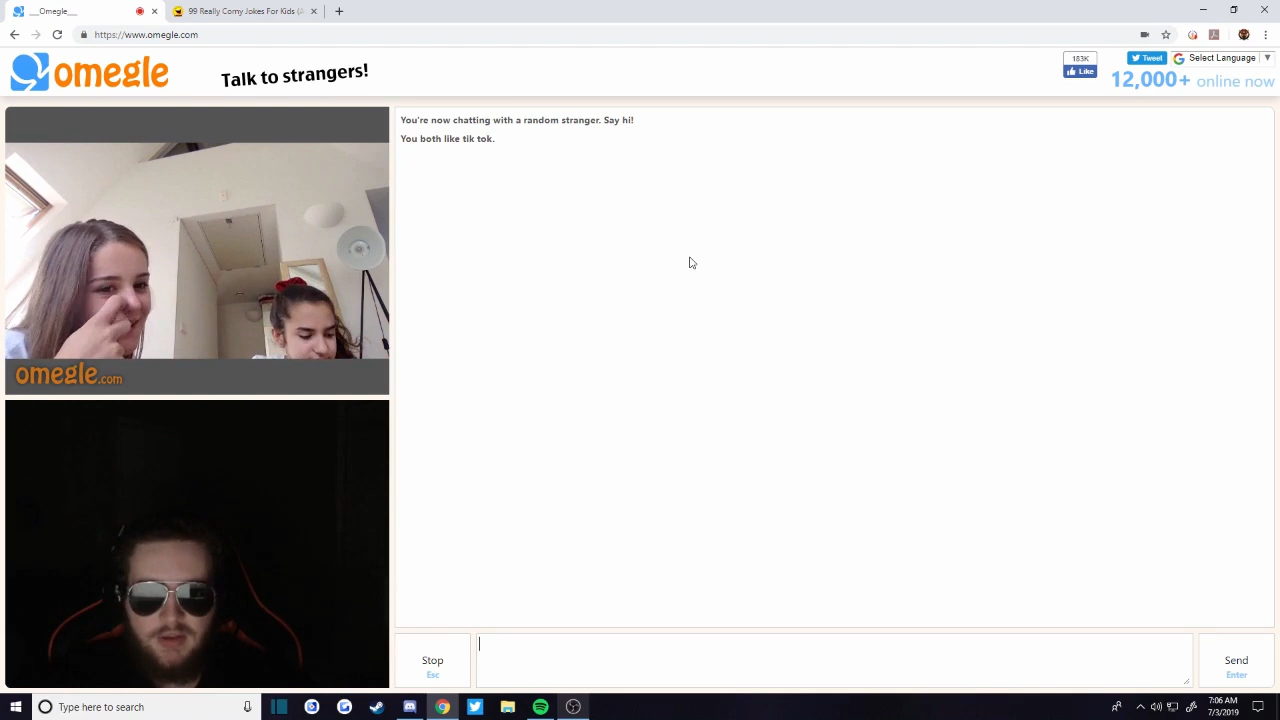 __Omegle__
99 Really Corny Jokes For Kids (A
https://www.omegle.com
omegle
Talk to strangers!
183K
Like
Tweet
Select Language
12,000+ online now
You're now chatting with a random stranger. Say hi!
You both like tik tok.
omegle.com
Stop
Esc
Send
Enter
Type here to search
7:06 AM
7/3/2019